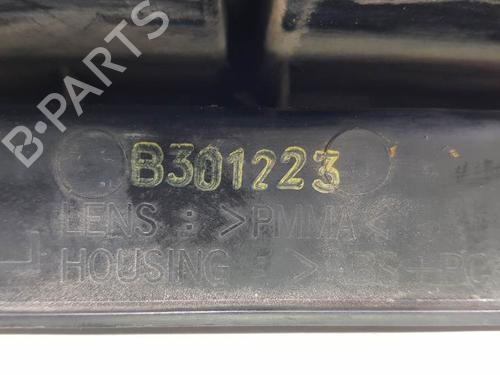 B-PARTS
B301223
LENS : >PMMA<
HOUSING : >ABS+PC